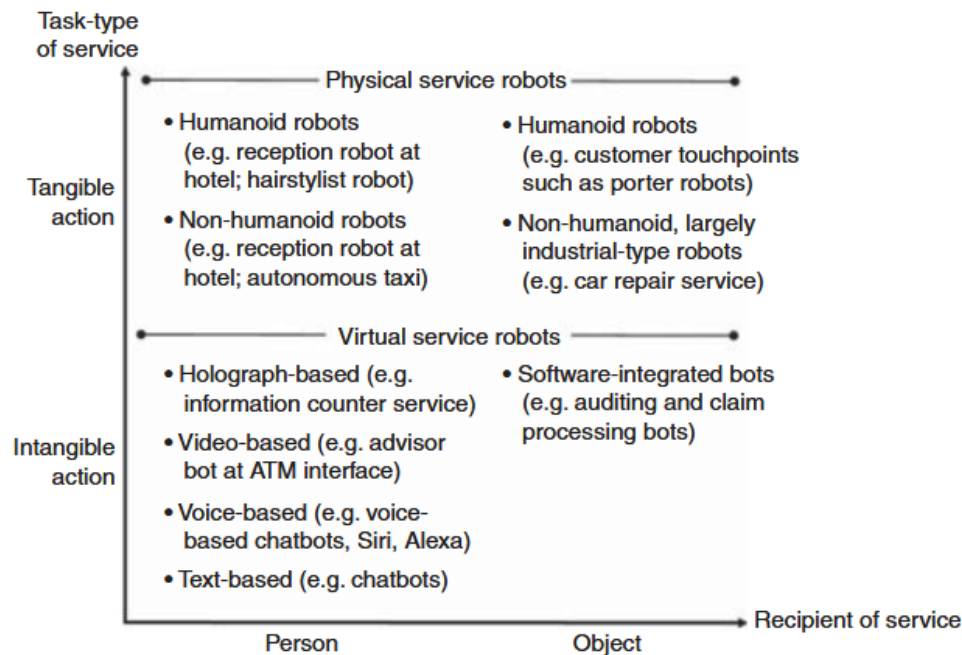 Task-type
of service
Physical service robots
• Humanoid robots
(e.g. reception robot at
hotel; hairstylist robot)
• Non-humanoid robots
(e.g. reception robot at
hotel; autonomous taxi)
• Humanoid robots
(e.g. customer touchpoints
such as porter robots)
• Non-humanoid, largely
industrial-type robots
(e.g. car repair service)
Tangible
action
Virtual service robots
• Holograph-based (e.g.
information counter service)
• Video-based (e.g. advisor
bot at ATM interface)
• Voice-based (e.g. voice-
based chatbots, Siri, Alexa)
• Text-based (e.g. chatbots)
• Software-integrated bots
(e.g. auditing and claim
processing bots)
Intangible
action
Person
Object
Recipient of service